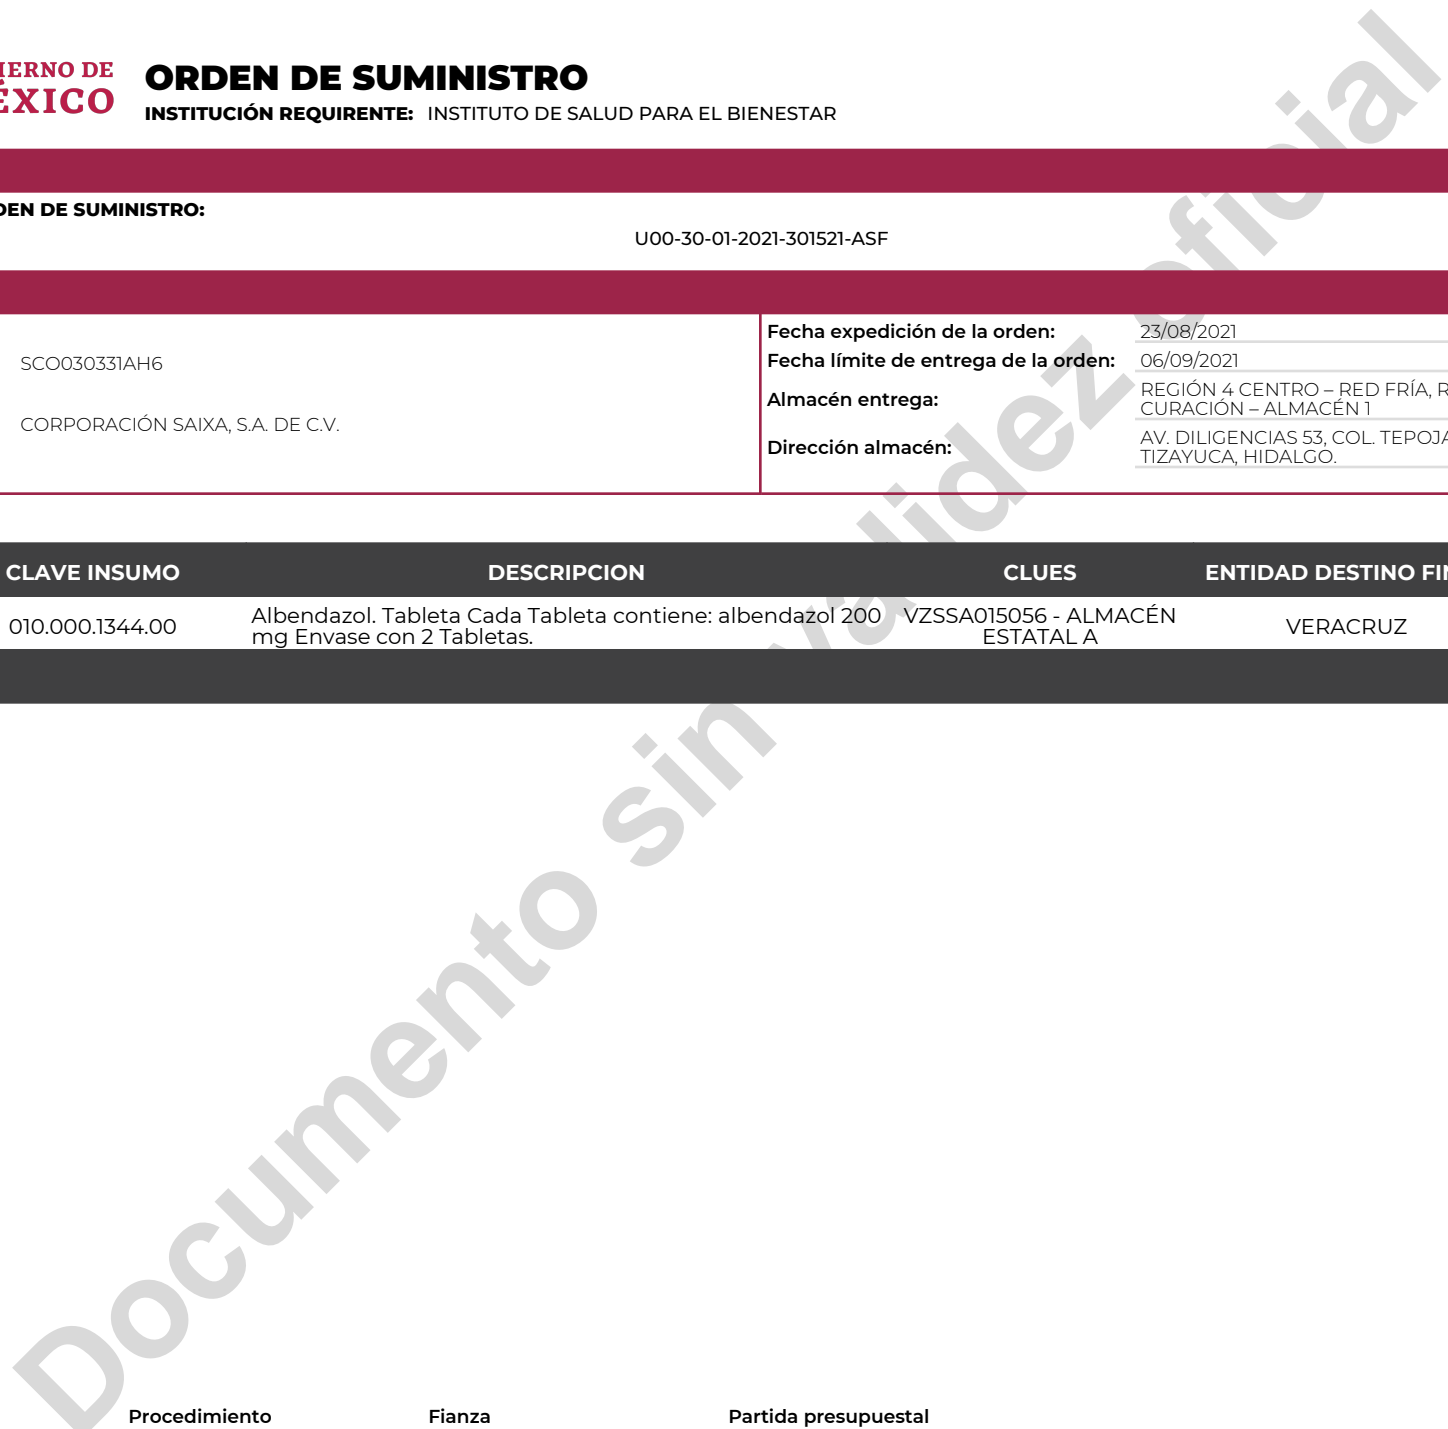 IERNO DE
ÉXICO
ORDEN DE SUMINISTRO
INSTITUCIÓN REQUIRENTE: INSTITUTO DE SALUD PARA EL BIENESTAR
DEN DE SUMINISTRO:
U00-30-01-2021-301521-ASF
SCO030331AH6
CORPORACIÓN SAIXA, S.A. DE C.V.
Fecha expedición de la orden: 23/08/2021
Fecha límite de entrega de la orden: 06/09/2021
Almacén entrega: REGIÓN 4 CENTRO – RED FRÍA, R
CURACIÓN – ALMACÉN 1
Dirección almacén: AV. DILIGENCIAS 53, COL. TEPOJA
TIZAYUCA, HIDALGO.
CLAVE INSUMO DESCRIPCION CLUES ENTIDAD DESTINO FIN
010.000.1344.00 Albendazol. Tableta Cada Tableta contiene: albendazol 200 VZSSA015056 - ALMACÉN VERACRUZ
mg Envase con 2 Tabletas. ESTATAL A
Documento sin validez oficial
Procedimiento Fianza Partida presupuestal